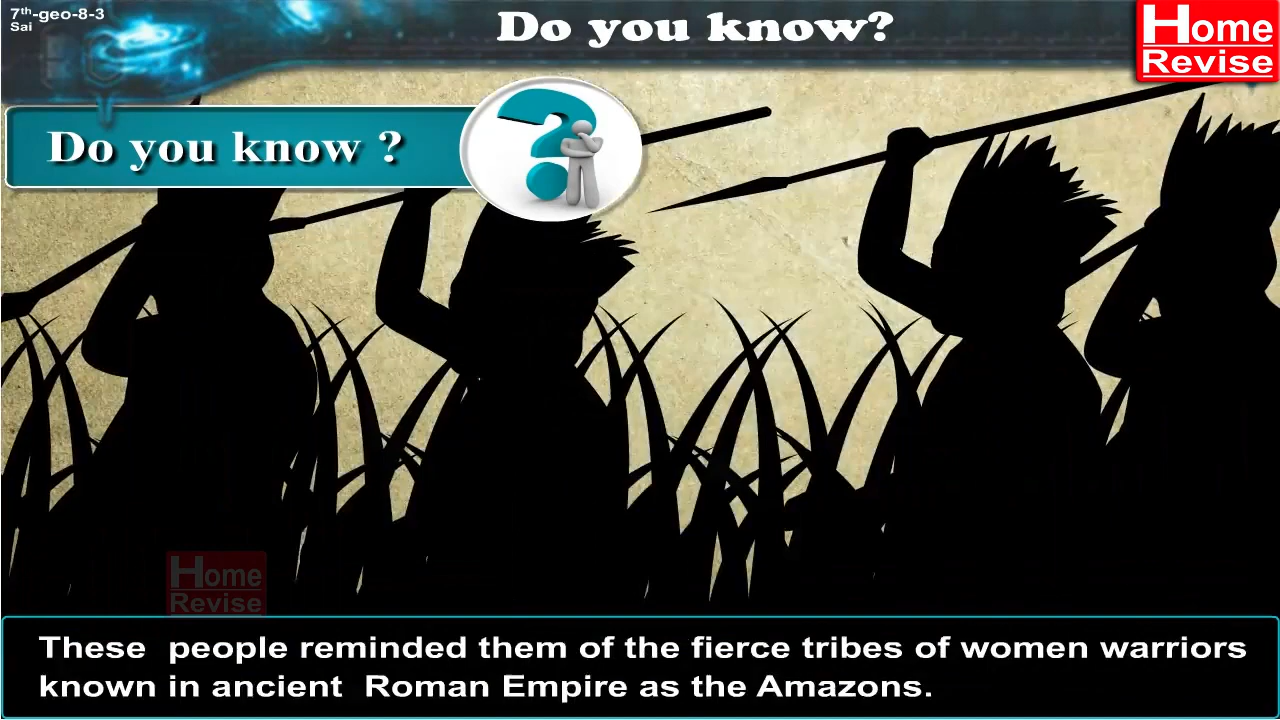 7th-geo-8-3
Sai
Do you know?
Home
Revise
Do you know ?
?
Home
Revise
These people reminded them of the fierce tribes of women warriors
known in ancient Roman Empire as the Amazons.